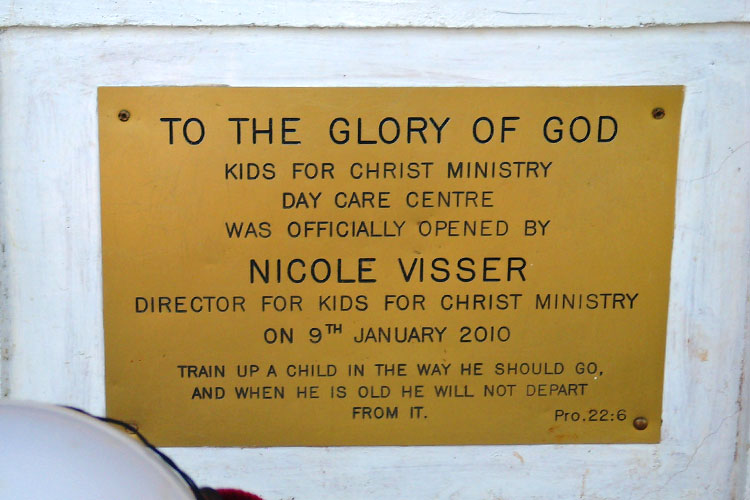 TO THE GLORY OF GOD
KIDS FOR CHRIST MINISTRY
DAY CARE CENTRE
WAS OFFICIALLY OPENED BY
NICOLE VISSER
DIRECTOR FOR KIDS FOR CHRIST MINISTRY
ON 9TH JANUARY 2010
TRAIN UP A CHILD IN THE WAY HE SHOULD GO,
AND WHEN HE IS OLD HE WILL NOT DEPART
FROM IT. Pro.22:6